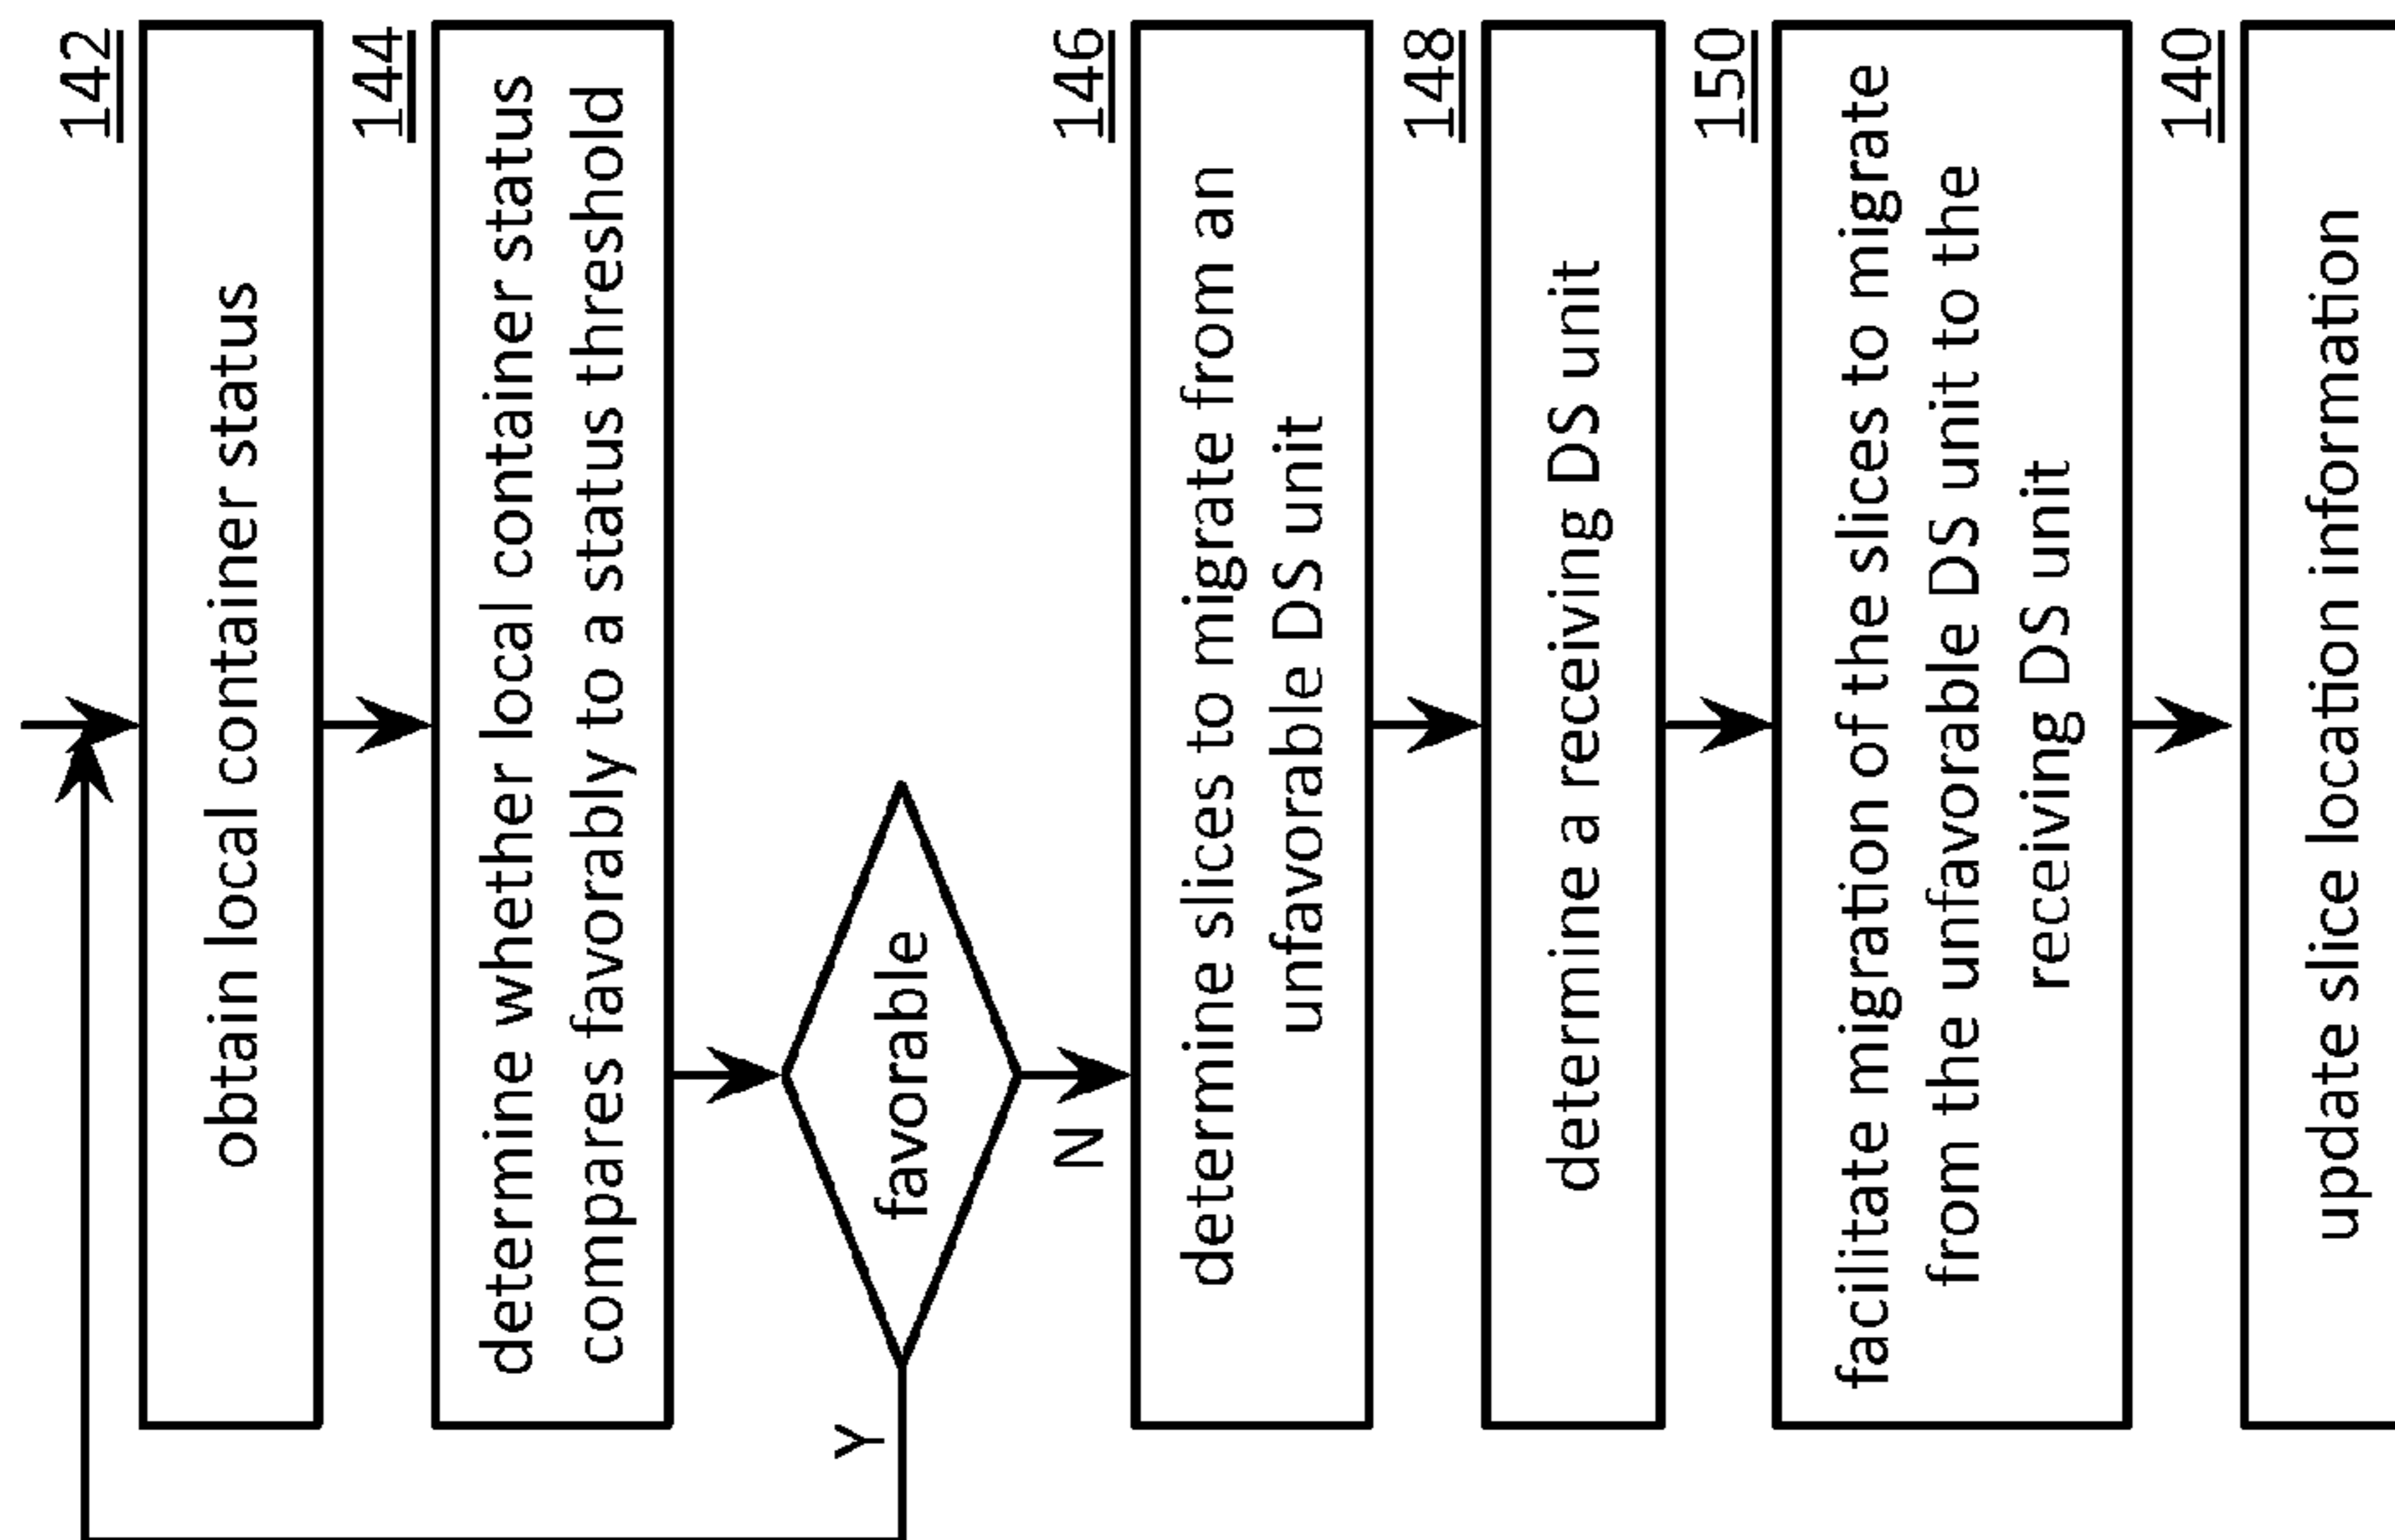 142
obtain local container status
144
determine whether local container status
compares favorably to a status threshold
favorable
Y
N
146
determine slices to migrate from an
unfavorable DS unit
148
determine a receiving DS unit
150
facilitate migration of the slices to migrate
from the unfavorable DS unit to the
receiving DS unit
140
update slice location information